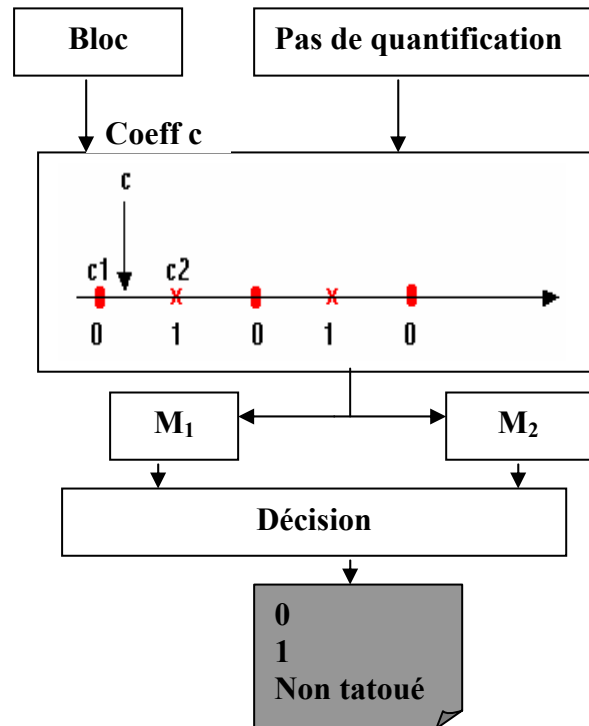 Bloc
Pas de quantification
Coeff c
c
c1 c2
0 1 0 1 0
M₁
M₂
Décision
0
1
Non tatoué